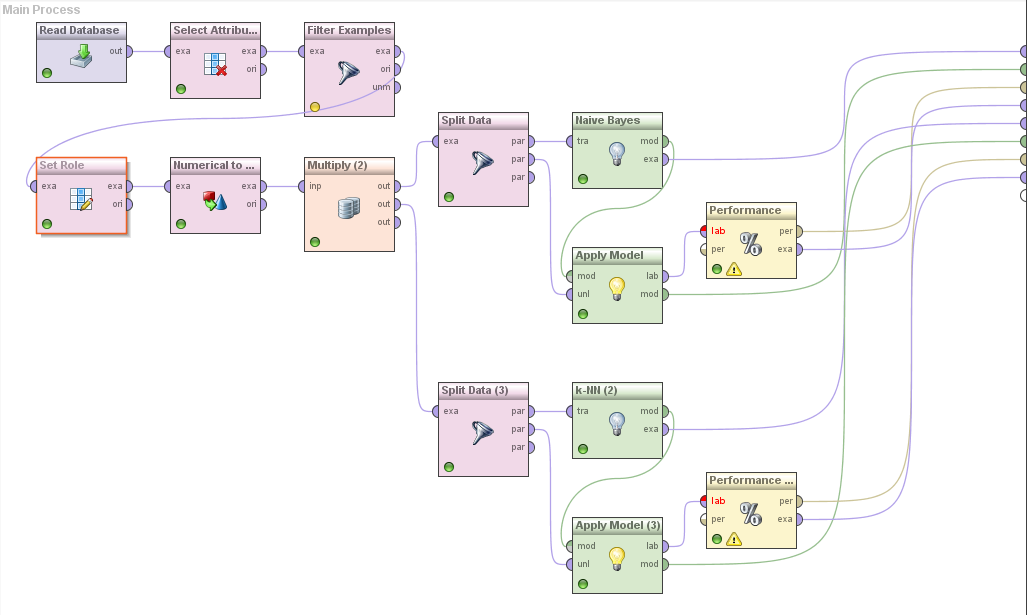 Main Process
Read Database
out
Select Attribu...
exa exa
ori
Filter Examples
exa exa
ori
unm
Set Role
exa exa
ori
Numerical to ...
exa exa
ori
Multiply (2)
inp out
out
out
Split Data
exa par
par
par
Naive Bayes
tra mod
exa
Performance
lab per
per exa
Apply Model
mod lab
unl mod
Split Data (3)
exa par
par
par
k-NN (2)
tra mod
exa
Performance ...
lab per
per exa
Apply Model (3)
mod lab
unl mod